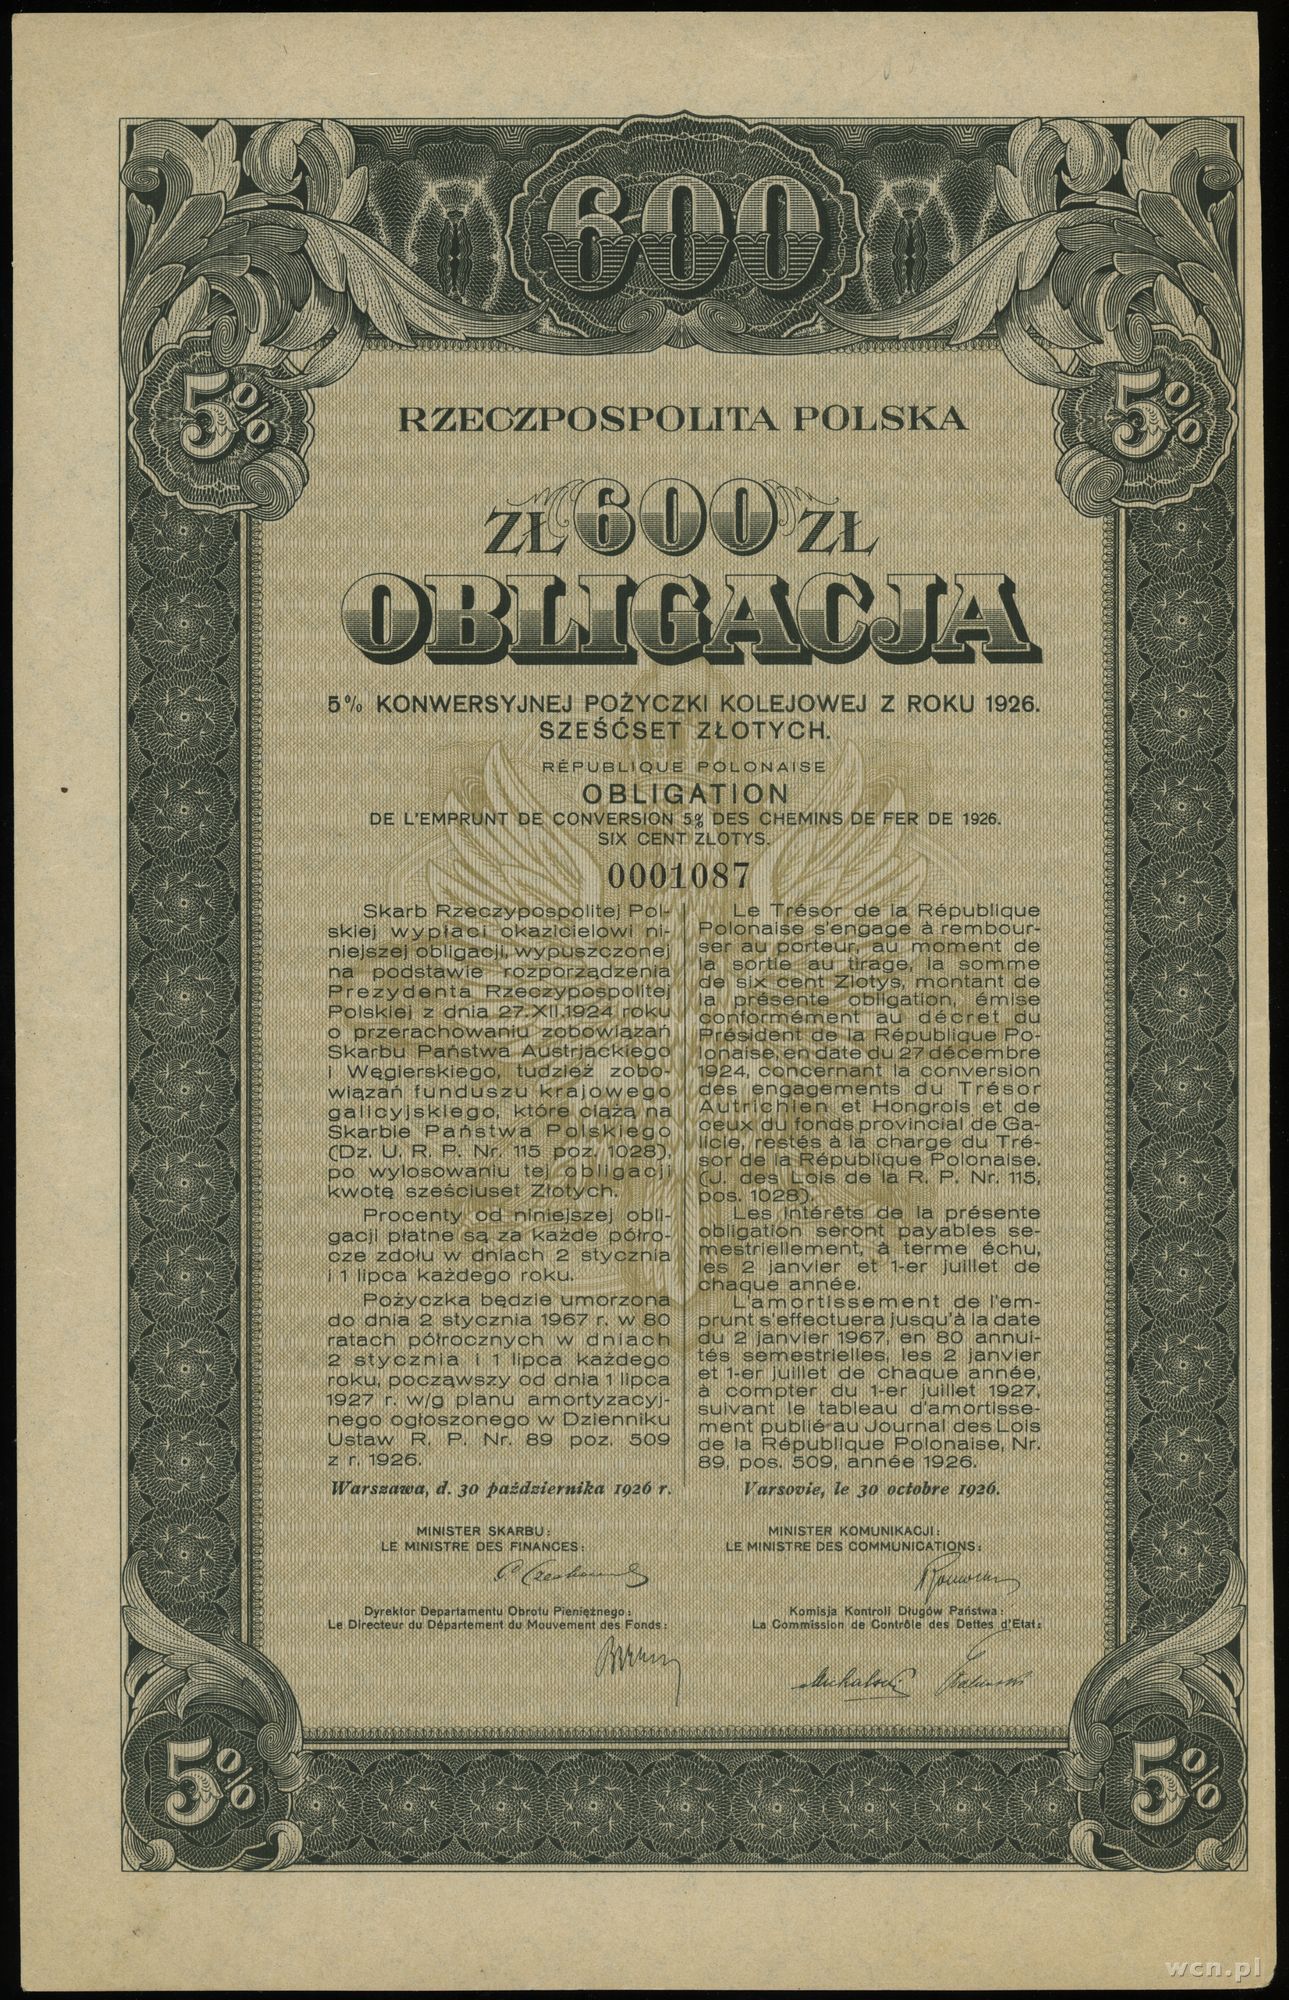 600
5%
5%
RZECZPOSPOLITA POLSKA
ZŁ 600 ZŁ
OBLIGACJA
5% KONWERSYJNEJ POŻYCZKI KOLEJOWEJ Z ROKU 1926.
SZEŚĆSET ZŁOTYCH.
RÉPUBLIQUE POLONAISE
OBLIGATION
DE L'EMPRUNT DE CONVERSION 5% DES CHEMINS DE FER DE 1926.
SIX CENT ZLOTYS.
0001087
Skarb Rzeczypospolitej Pol-
skiej wypłaci okazicielowi ni-
niejszej obligacji, wypuszczonej
na podstawie rozporządzenia
Prezydenta Rzeczypospolitej
Polskiej z dnia 27.XII.1924 roku
o przerachowaniu zobowiązań
Skarbu Państwa Austrjackiego
i Węgierskiego, tudzież zobo-
wiązań funduszu krajowego
galicyjskiego, które ciążą na
Skarbie Państwa Polskiego
(Dz. U. R. P. Nr. 115 poz. 1028),
po wylosowaniu tej obligacji
kwotę sześciuset Złotych.
Procenty od niniejszej obli-
gacji płatne są za każde półro-
cze zdołu w dniach 2 stycznia
i 1 lipca każdego roku.
Pożyczka będzie umorzona
do dnia 2 stycznia 1967 r. w 80
ratach półrocznych w dniach
2 stycznia i 1 lipca każdego
roku, począwszy od dnia 1 lipca
1927 r. w/g planu amortyzacyj-
nego ogłoszonego w Dzienniku
Ustaw R. P. Nr. 89 poz. 509
z r. 1926.
Warszawa, d. 30 października 1926 r.
Le Trésor de la République
Polonaise s'engage à rembour-
ser au porteur, au moment de
la sortie au tirage, la somme
de six cent Zlotys, montant de
la présente obligation, émise
conformément au décret du
Président de la République Po-
lonaise, en date du 27 décembre
1924, concernant la conversion
des engagements du Trésor
Autrichien et Hongrois et de
ceux du fonds provincial de Ga-
licie, restés à la charge du Tré-
sor de la République Polonaise.
(J. des Lois de la R. P. Nr. 115,
pos. 1028).
Les intérêts de la présente
obligation seront payables se-
mestriellement, à terme échu,
les 2 janvier et 1-er juillet de
chaque année.
L'amortissement de l'em-
prunt s'effectuera jusqu'à la date
du 2 janvier 1967, en 80 annui-
tés semestrielles, les 2 janvier
et 1-er juillet de chaque année,
à compter du 1-er juillet 1927,
suivant le tableau d'amortisse-
ment publié au Journal des Lois
de la République Polonaise, Nr.
89, pos. 509, année 1926.
Varsovie, le 30 octobre 1926.
MINISTER SKARBU:
LE MINISTRE DES FINANCES:
MINISTER KOMUNIKACJI:
LE MINISTRE DES COMMUNICATIONS:
Dyrektor Departamentu Obrotu Pieniężnego:
Le Directeur du Département du Mouvement des Fonds:
Komisja Kontroli Długów Państwa:
La Commission de Contrôle des Dettes d'Etat:
5%
5%
wcn.pl